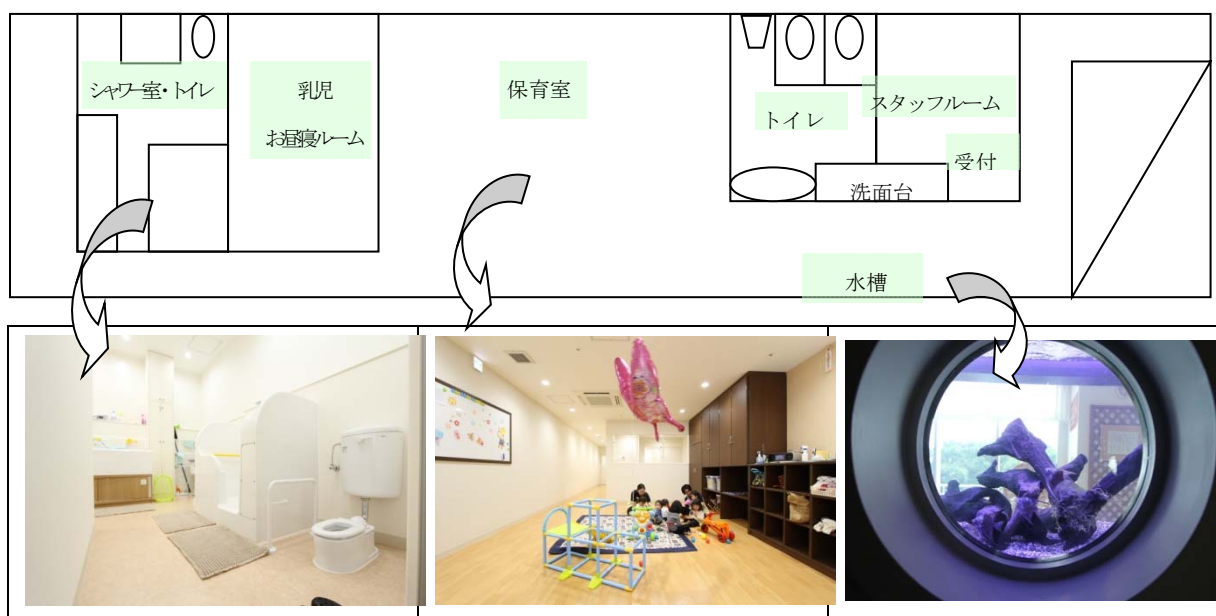 シャワー室・トイレ
乳児
お昼寝ルーム
保育室
トイレ
スタッフルーム
受付
洗面台
水槽